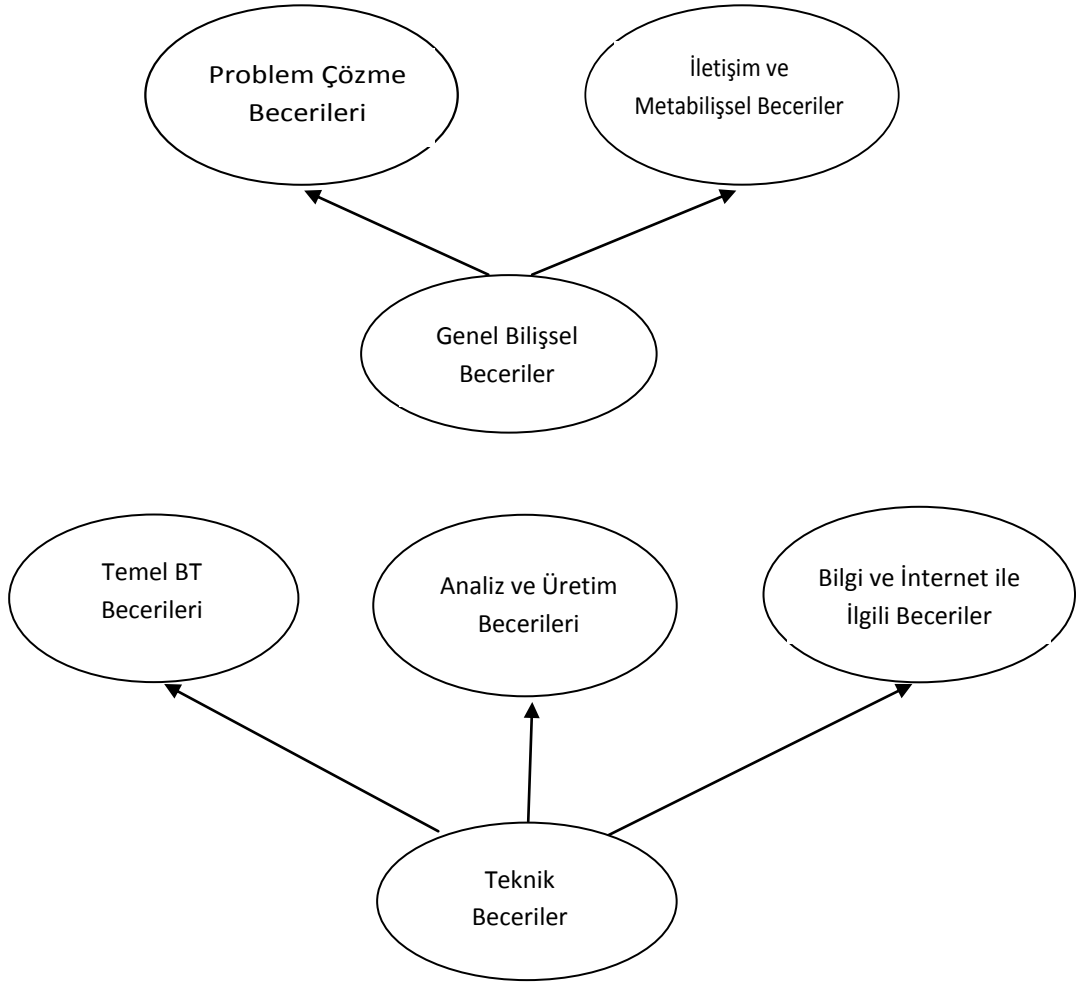 Problem Çözme
Becerileri
İletişim ve
Metabilişsel Beceriler
Genel Bilişsel
Beceriler
Temel BT
Becerileri
Analiz ve Üretim
Becerileri
Bilgi ve İnternet ile
İlgili Beceriler
Teknik
Beceriler